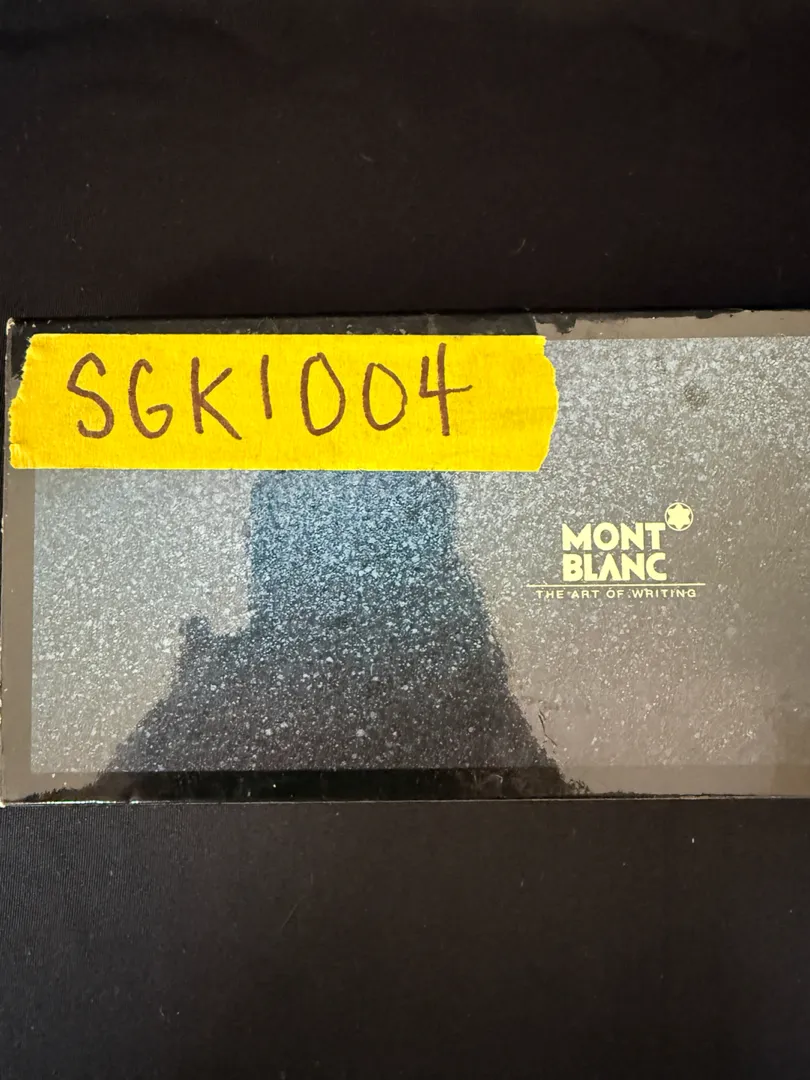 SGK1004
MONT
BLANC
THE ART OF WRITING